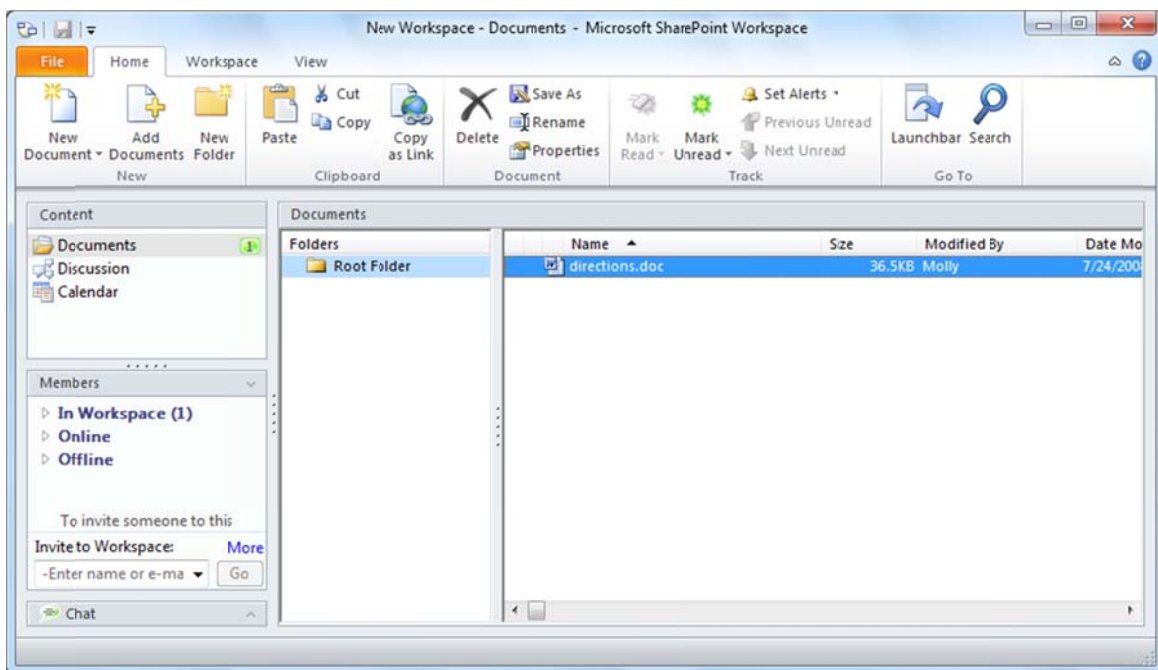 New Workspace - Documents - Microsoft SharePoint Workspace
File Home Workspace View
New Document
Add Documents
New Folder
New
Paste
Cut
Copy
Copy as Link
Clipboard
Delete
Save As
Rename
Properties
Document
Mark Read
Mark Unread
Set Alerts
Previous Unread
Next Unread
Track
Launchbar
Search
Go To
Content
Documents 1
Discussion
Calendar
Members
In Workspace (1)
Online
Offline
To invite someone to this
Invite to Workspace: More
-Enter name or e-ma Go
Chat
Documents
Folders
Root Folder
Name Size Modified By Date Mo
directions.doc 36.5KB Molly 7/24/200